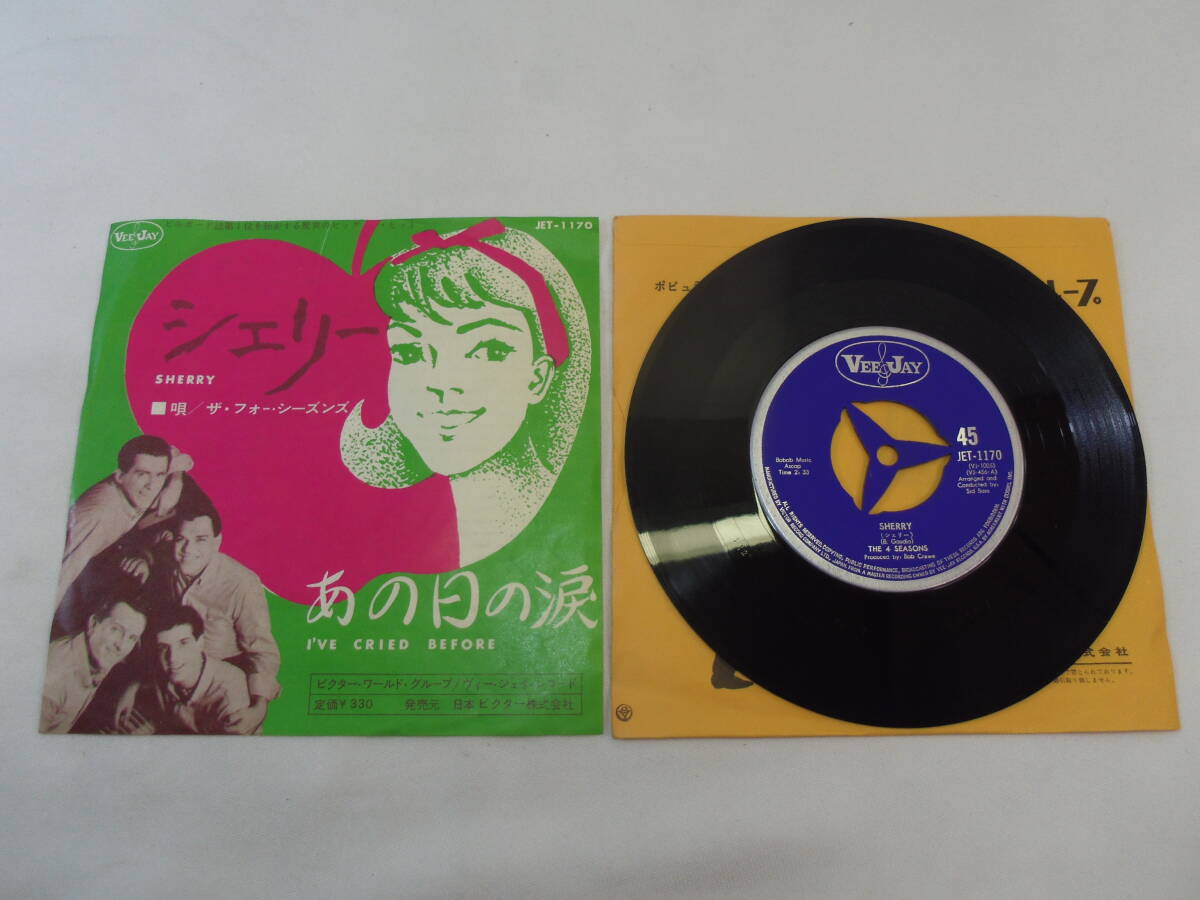 VEE JAY
ビルボード誌第1位を独走する驚異のビッグ・ヒット
JET-1170
シェリー
SHERRY
■唄/ザ・フォー・シーズンズ
あの日の涙
I'VE CRIED BEFORE
ビクター・ワールド・グループ/ヴィー・ジェイ・レコード
定価¥330 発売元 日本ビクター株式会社
ポピュ
ループ。
VEE JAY
45
JET-1170
Bobob Music
Ascap
Time 2:33
(VJ-456-A)
Arranged and
Conducted by:
SHERRY
(シェリー)
(B. Gaudio)
THE 4 SEASONS
Produced by: Bob Crewe
式会社